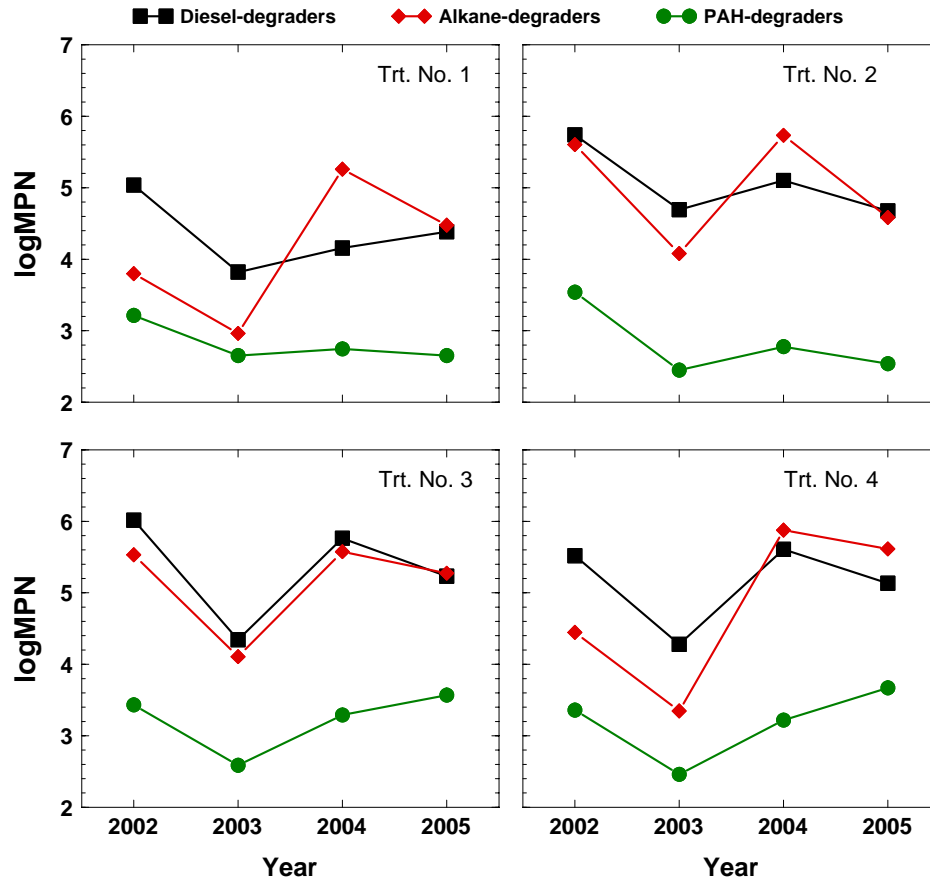 Diesel-degraders Alkane-degraders PAH-degraders
Trt. No. 1
Trt. No. 2
logMPN
7
6
5
4
3
2
Trt. No. 3
Trt. No. 4
logMPN
7
6
5
4
3
2
2002 2003 2004 2005
2002 2003 2004 2005
Year
Year